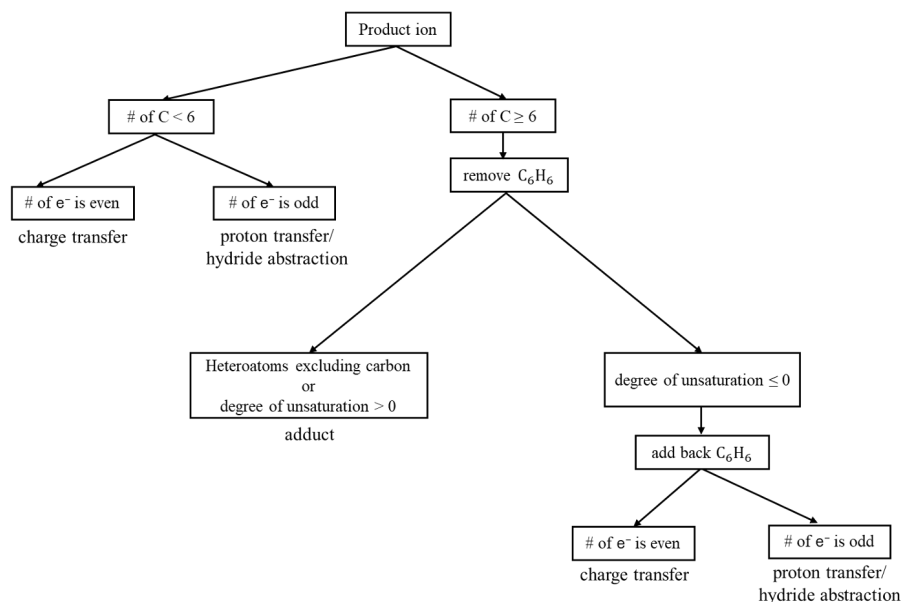 Product ion
# of C < 6
# of C ≥ 6
remove C₆H₆
# of e⁻ is even
# of e⁻ is odd
charge transfer
proton transfer/
hydride abstraction
Heteroatoms excluding carbon
or
degree of unsaturation > 0
adduct
degree of unsaturation ≤ 0
add back C₆H₆
# of e⁻ is even
# of e⁻ is odd
charge transfer
proton transfer/
hydride abstraction